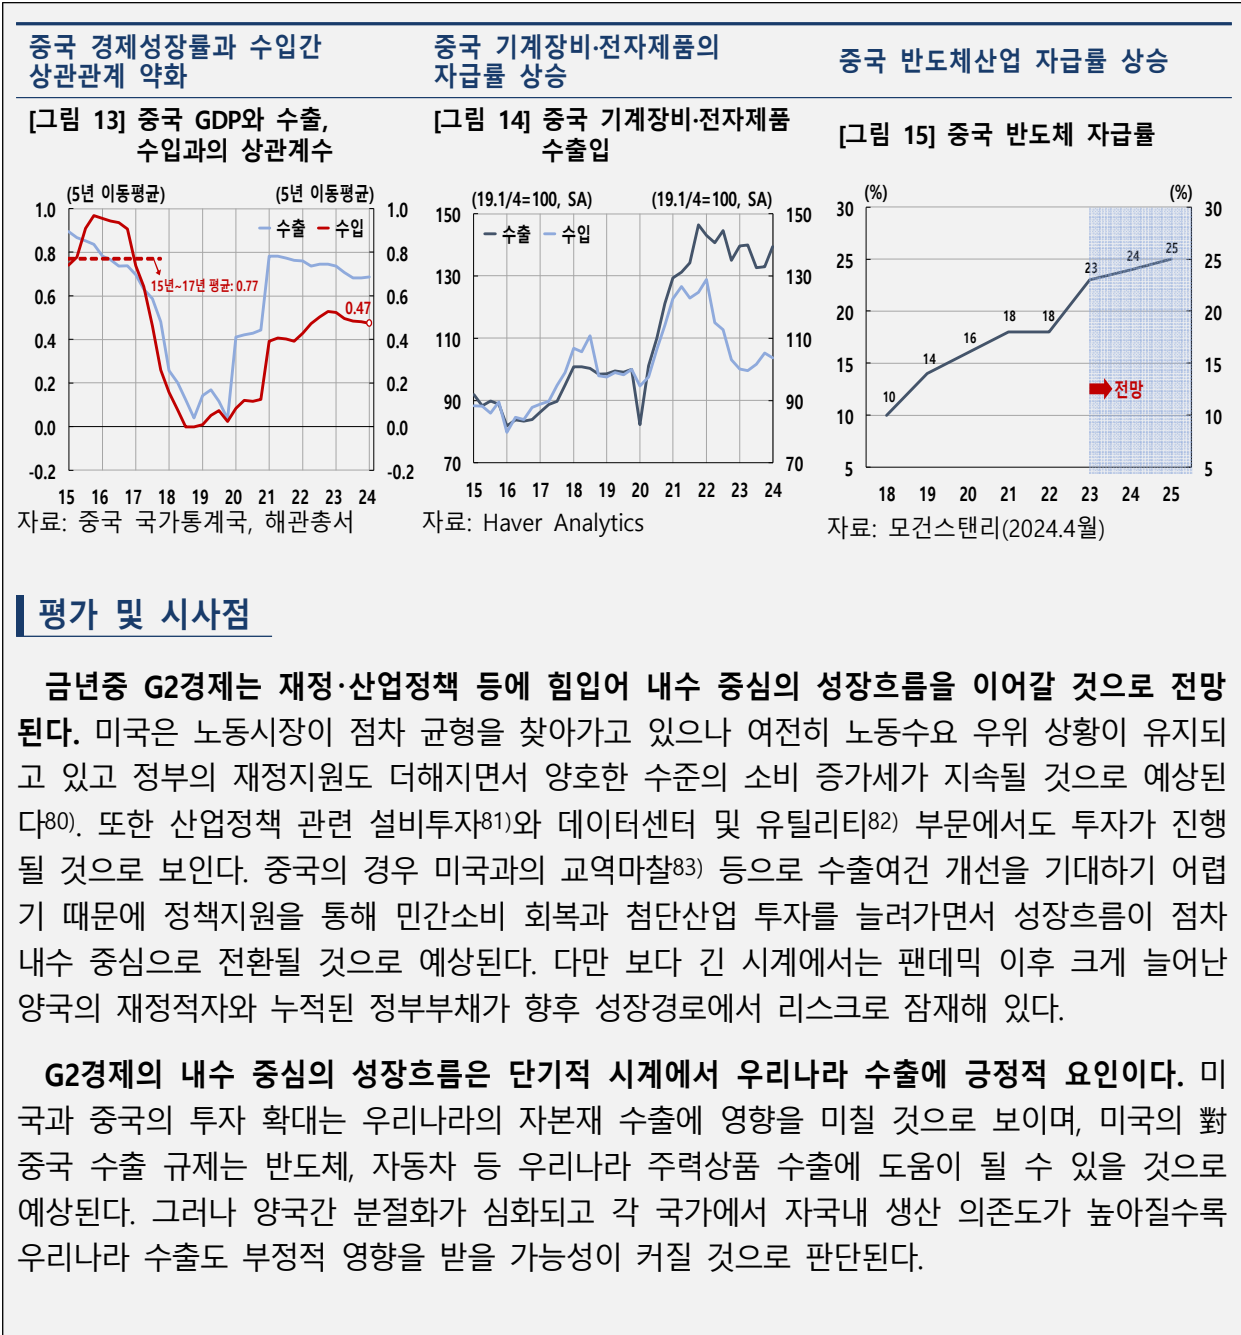 중국 경제성장률과 수입간
상관관계 약화
중국 기계장비·전자제품의
자급률 상승
중국 반도체산업 자급률 상승
[그림 13] 중국 GDP와 수출,
수입과의 상관계수
[그림 14] 중국 기계장비·전자제품
수출입
[그림 15] 중국 반도체 자급률
(5년 이동평균) (5년 이동평균)
1.0 1.0
수출 수입
0.8 0.8
15년~17년 평균: 0.77
0.6 0.6
0.47
0.4 0.4
0.2 0.2
0.0 0.0
-0.2 -0.2
15 16 17 18 19 20 21 22 23 24
자료: 중국 국가통계국, 해관총서
(19.1/4=100, SA) (19.1/4=100, SA)
150 150
수출 수입
130 130
110 110
90 90
70 70
15 16 17 18 19 20 21 22 23 24
자료: Haver Analytics
(%) (%)
30 30
25 25
20 20
15 15
10 10
5 5
10 14 16 18 18 23 24 25
전망
18 19 20 21 22 23 24 25
자료: 모건스탠리(2024.4월)
평가 및 시사점
금년중 G2경제는 재정·산업정책 등에 힘입어 내수 중심의 성장흐름을 이어갈 것으로 전망
된다. 미국은 노동시장이 점차 균형을 찾아가고 있으나 여전히 노동수요 우위 상황이 유지되
고 있고 정부의 재정지원도 더해지면서 양호한 수준의 소비 증가세가 지속될 것으로 예상된
다80). 또한 산업정책 관련 설비투자81)와 데이터센터 및 유틸리티82) 부문에서도 투자가 진행
될 것으로 보인다. 중국의 경우 미국과의 교역마찰83) 등으로 수출여건 개선을 기대하기 어렵
기 때문에 정책지원을 통해 민간소비 회복과 첨단산업 투자를 늘려가면서 성장흐름이 점차
내수 중심으로 전환될 것으로 예상된다. 다만 보다 긴 시계에서는 팬데믹 이후 크게 늘어난
양국의 재정적자와 누적된 정부부채가 향후 성장경로에서 리스크로 잠재해 있다.
G2경제의 내수 중심의 성장흐름은 단기적 시계에서 우리나라 수출에 긍정적 요인이다. 미
국과 중국의 투자 확대는 우리나라의 자본재 수출에 영향을 미칠 것으로 보이며, 미국의 對
중국 수출 규제는 반도체, 자동차 등 우리나라 주력상품 수출에 도움이 될 수 있을 것으로
예상된다. 그러나 양국간 분절화가 심화되고 각 국가에서 자국내 생산 의존도가 높아질수록
우리나라 수출도 부정적 영향을 받을 가능성이 커질 것으로 판단된다.